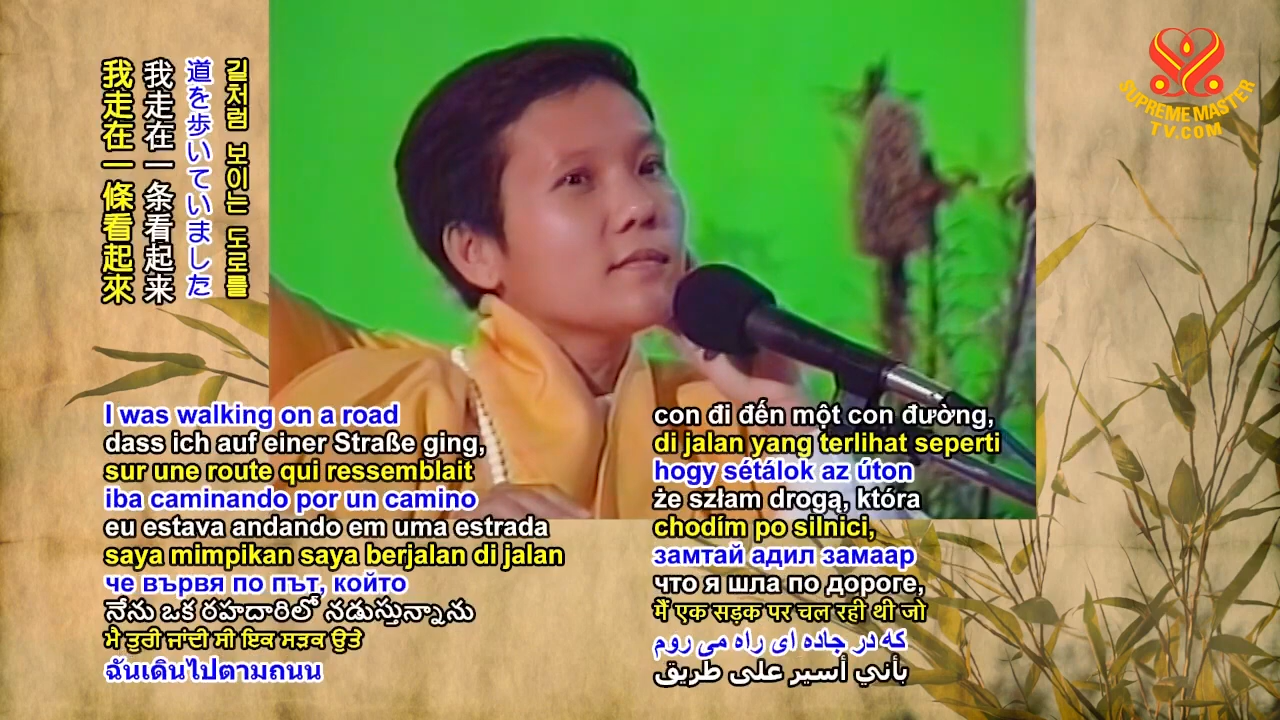 我走在一條看起來
我走在一条看起来
道を歩いていました
길처럼 보이는 도로를
SUPREME MASTER
TV.COM
I was walking on a road
dass ich auf einer Straße ging,
sur une route qui ressemblait
iba caminando por un camino
eu estava andando em uma estrada
saya mimpikan saya berjalan di jalan
че вървя по път, който
నేను ఒక రహదారిలో నడుస్తున్నాను
ਮੈ ਤੁਰੀ ਜਾਂਦੀ ਸੀ ਇਕ ਸੜਕ ਉਤੇ
ฉันเดินไปตามถนน
con đi đến một con đường,
di jalan yang terlihat seperti
hogy sétálok az úton
że szłam drogą, która
chodím po silnici,
замтай адил замаар
что я шла по дороге,
मैं एक सड़क पर चल रही थी जो
که در جاده ای راه می روم
بأني أسير على طريق